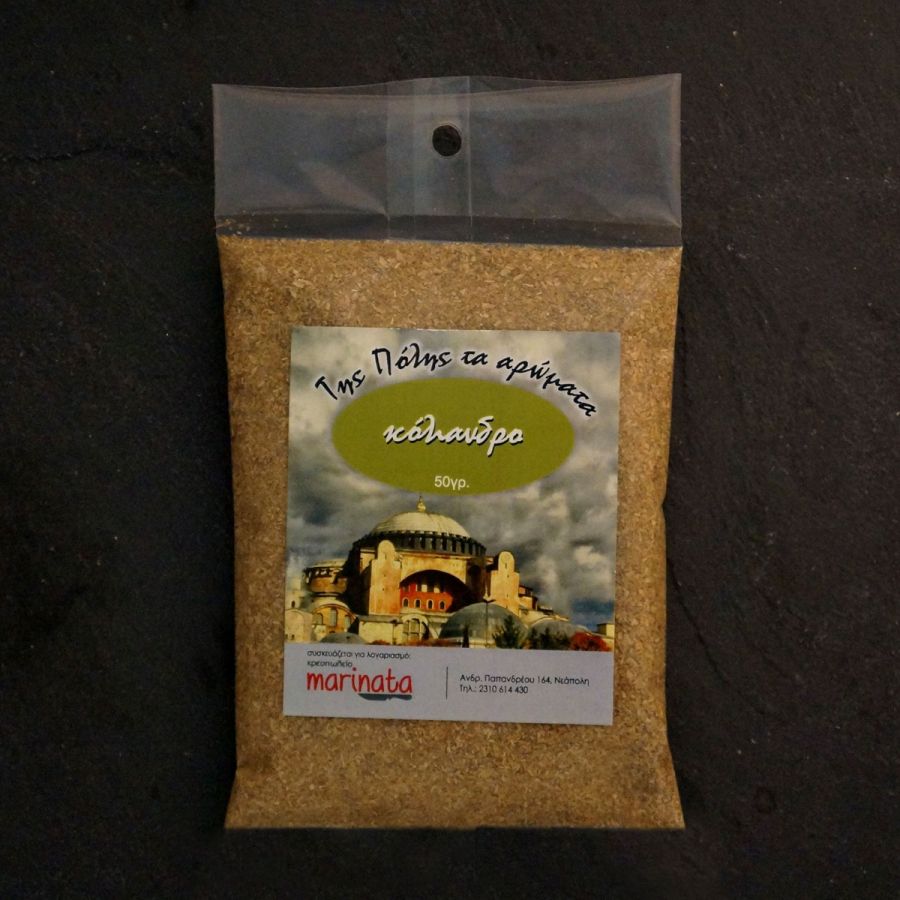 Της Πόλης τα αρώματα
κόλιανδρο
50γρ.
συσκευάζεται για λογαριασμό:
κρεοπωλείο
marinata
Ανδρ. Παπανδρέου 164, Νεάπολη
Τηλ.: 2310 614 430